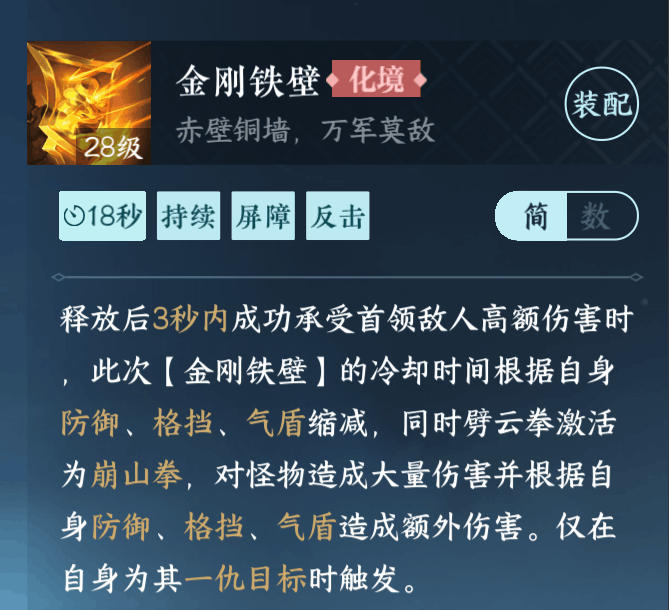 金刚铁壁 化境
赤壁铜墙，万军莫敌
装配
28级
18秒 持续 屏障 反击
简 数
释放后3秒内成功承受首领敌人高额伤害时
，此次【金刚铁壁】的冷却时间根据自身
防御、格挡、气盾缩减，同时劈云拳激活
为崩山拳，对怪物造成大量伤害并根据自
身防御、格挡、气盾造成额外伤害。仅在
自身为其一仇目标时触发。